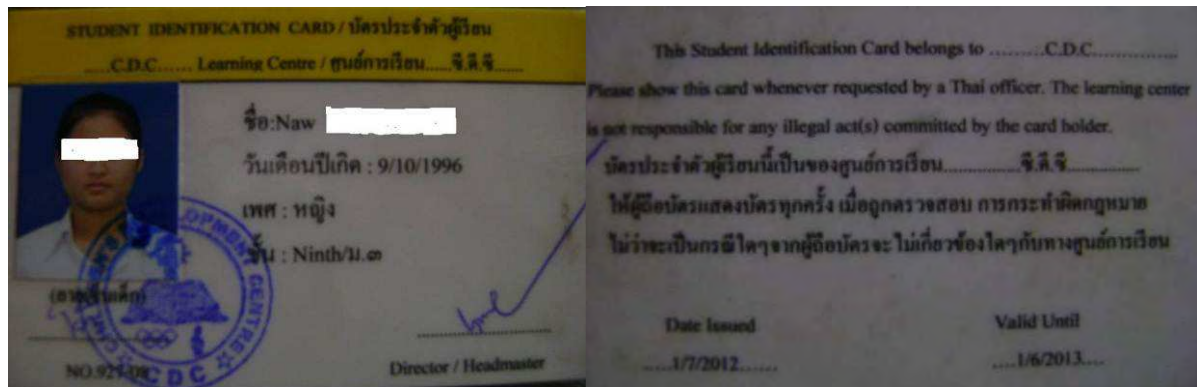 STUDENT IDENTIFICATION CARD / บัตรประจำตัวผู้เรียน
.....C.D.C...... Learning Centre / ศูนย์การเรียน......ซี.ดี.ซี.......
ชื่อ:Naw
วันเดือนปีเกิด : 9/10/1996
เพศ : หญิง
ชั้น : Ninth/ม.๓
NO.927-08
Director / Headmaster
CDC
This Student Identification Card belongs to .........C.D.C..............
Please show this card whenever requested by a Thai officer. The learning center
is not responsible for any illegal act(s) committed by the card holder.
บัตรประจำตัวผู้เรียนนี้เป็นของศูนย์การเรียน..............ซี.ดี.ซี..............
ให้ผู้ถือบัตรแสดงบัตรทุกครั้ง เมื่อถูกตรวจสอบ การกระทำผิดกฎหมาย
ไม่ว่าจะเป็นกรณีใดๆจากผู้ถือบัตรจะไม่เกี่ยวข้องใดๆกับทางศูนย์การเรียน
Date Issued Valid Until
.....1/7/2012....... ....1/6/2013....